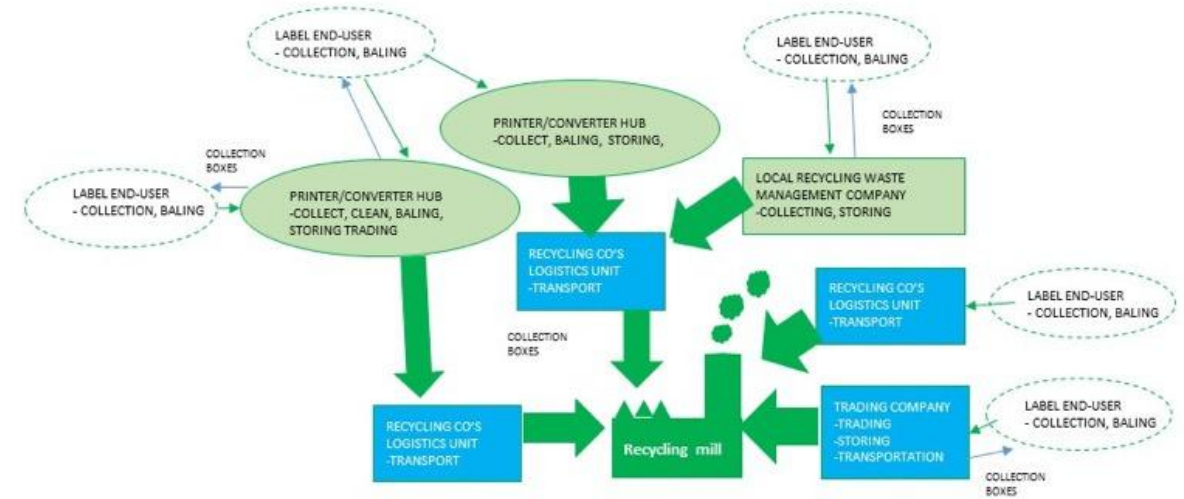 LABEL END-USER
- COLLECTION, BALING
LABEL END-USER
- COLLECTION, BALING
PRINTER/CONVERTER HUB
-COLLECT, BALING, STORING,
COLLECTION
BOXES
COLLECTION
BOXES
LABEL END-USER
- COLLECTION, BALING
PRINTER/CONVERTER HUB
-COLLECT, CLEAN, BALING,
STORING TRADING
LOCAL RECYCLING WASTE
MANAGEMENT COMPANY
-COLLECTING, STORING
RECYCLING CO'S
LOGISTICS UNIT
-TRANSPORT
RECYCLING CO'S
LOGISTICS UNIT
-TRANSPORT
LABEL END-USER
- COLLECTION, BALING
COLLECTION
BOXES
RECYCLING CO'S
LOGISTICS UNIT
-TRANSPORT
Recycling mill
TRADING COMPANY
-TRADING
-STORING
-TRANSPORTATION
LABEL END-USER
- COLLECTION, BALING
COLLECTION
BOXES